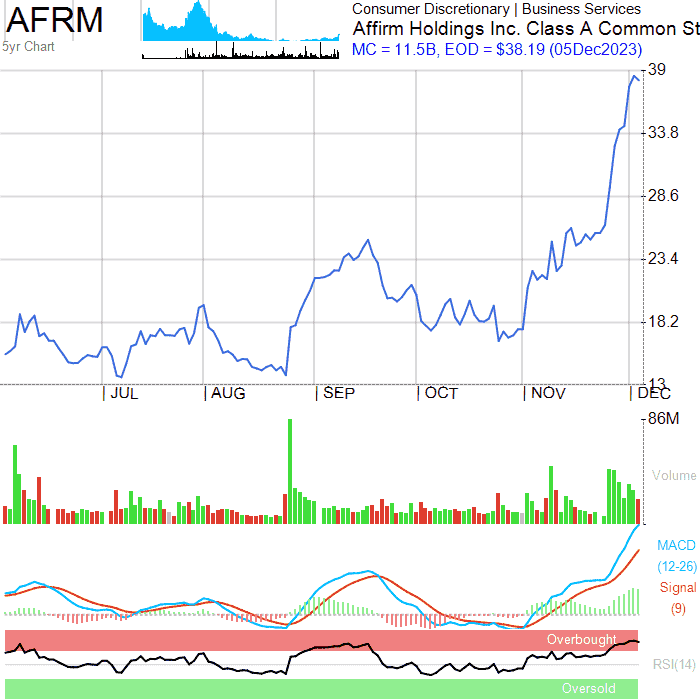 AFRM
5yr Chart
Consumer Discretionary | Business Services
Affirm Holdings Inc. Class A Common St
MC = 11.5B, EOD = $38.19 (05Dec2023)
39
33.8
28.6
23.4
18.2
13
JUL AUG SEP OCT NOV DEC
86M
Volume
MACD
(12-26)
Signal
(9)
Overbought
RSI(14)
Oversold